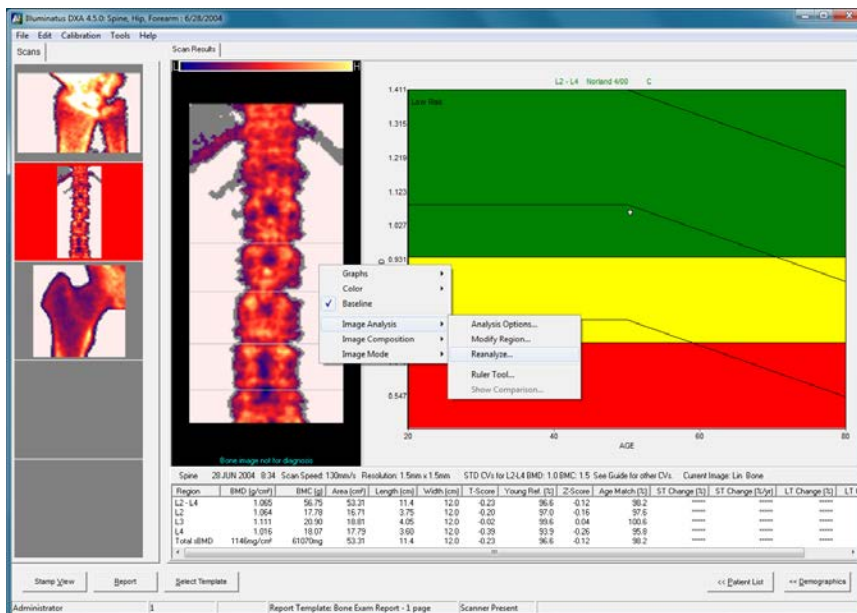 Illuminatus DXA 4.5.0: Spine, Hip, Forearm : 6/28/2004
File Edit Calibration Tools Help
Scans
Scan Results
L H
L2 - L4 Norland 4/00 C
1.411
Low Risk
1.315
1.219
1.123
1.027
0.931
0.547
20 40 60 80
AGE
Graphs
Color
Baseline
Image Analysis
Image Composition
Image Mode
Analysis Options...
Modify Region...
Reanalyze...
Ruler Tool...
Show Comparison...
Bone image not for diagnosis
Spine 28 JUN 2004 8:34 Scan Speed: 130mm/s Resolution: 1.5mm x 1.5mm STD CVs for L2-L4 BMD: 1.0 BMC: 1.5 See Guide for other CVs. Current Image: Lin Bone
Region BMD (g/cm²) BMC (g) Area (cm²) Length (cm) Width (cm) T-Score Young Ref. (%) Z-Score Age Match (%) ST Change (%) ST Change (%/yr) LT Change (%) LT
L2 - L4 1.065 56.75 53.31 11.4 12.0 -0.23 96.6 -0.12 98.2 ***** ***** *****
L2 1.064 17.78 16.71 3.75 12.0 -0.20 97.0 -0.16 97.6 ***** ***** *****
L3 1.111 20.90 18.81 4.05 12.0 -0.02 99.6 0.04 100.6 ***** ***** *****
L4 1.016 18.07 17.79 3.60 12.0 -0.39 93.9 -0.26 95.8 ***** ***** *****
Total sBMD 1146mg/cm² 61070mg 53.31 11.4 12.0 -0.23 96.6 -0.12 98.2 ***** ***** *****
Stamp View Report Select Template << Patient List << Demographics
Administrator 1 Report Template: Bone Exam Report - 1 page Scanner Present